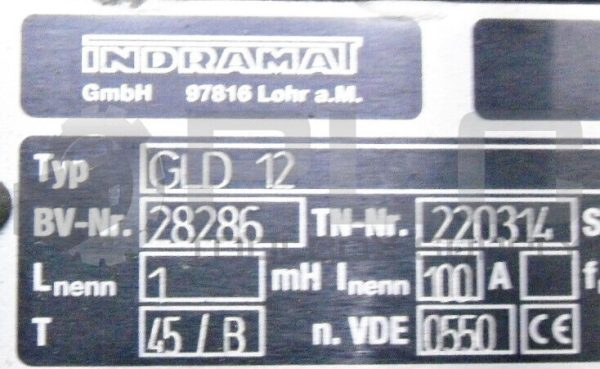 INDRAMAT
GmbH 97816 Lohr a.M.
Typ GLD 12
BV-Nr. 28286 TN-Nr. 220314 S
Lnenn 1 mH Inenn 100 A f
T 45 / B n. VDE 0550 CE